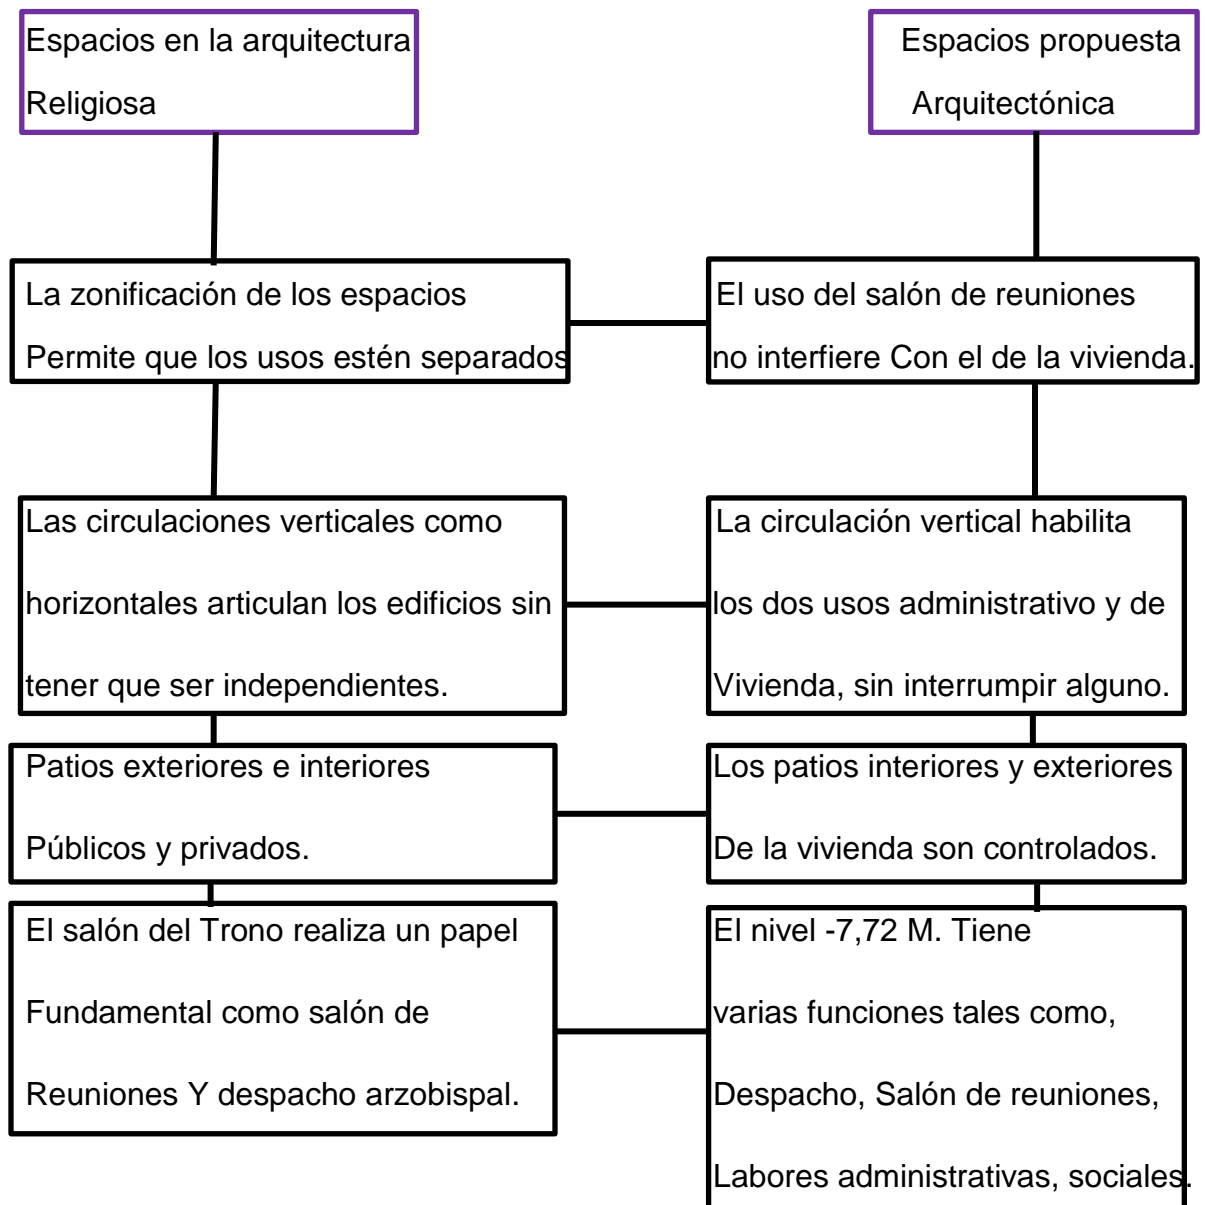 Espacios en la arquitectura
Religiosa
Espacios propuesta
Arquitectónica
La zonificación de los espacios
Permite que los usos estén separados
El uso del salón de reuniones
no interfiere Con el de la vivienda.
Las circulaciones verticales como
horizontales articulan los edificios sin
tener que ser independientes.
La circulación vertical habilita
los dos usos administrativo y de
Vivienda, sin interrumpir alguno.
Patios exteriores e interiores
Públicos y privados.
Los patios interiores y exteriores
De la vivienda son controlados.
El salón del Trono realiza un papel
Fundamental como salón de
Reuniones Y despacho arzobispal.
El nivel -7,72 M. Tiene
varias funciones tales como,
Despacho, Salón de reuniones,
Labores administrativas, sociales.